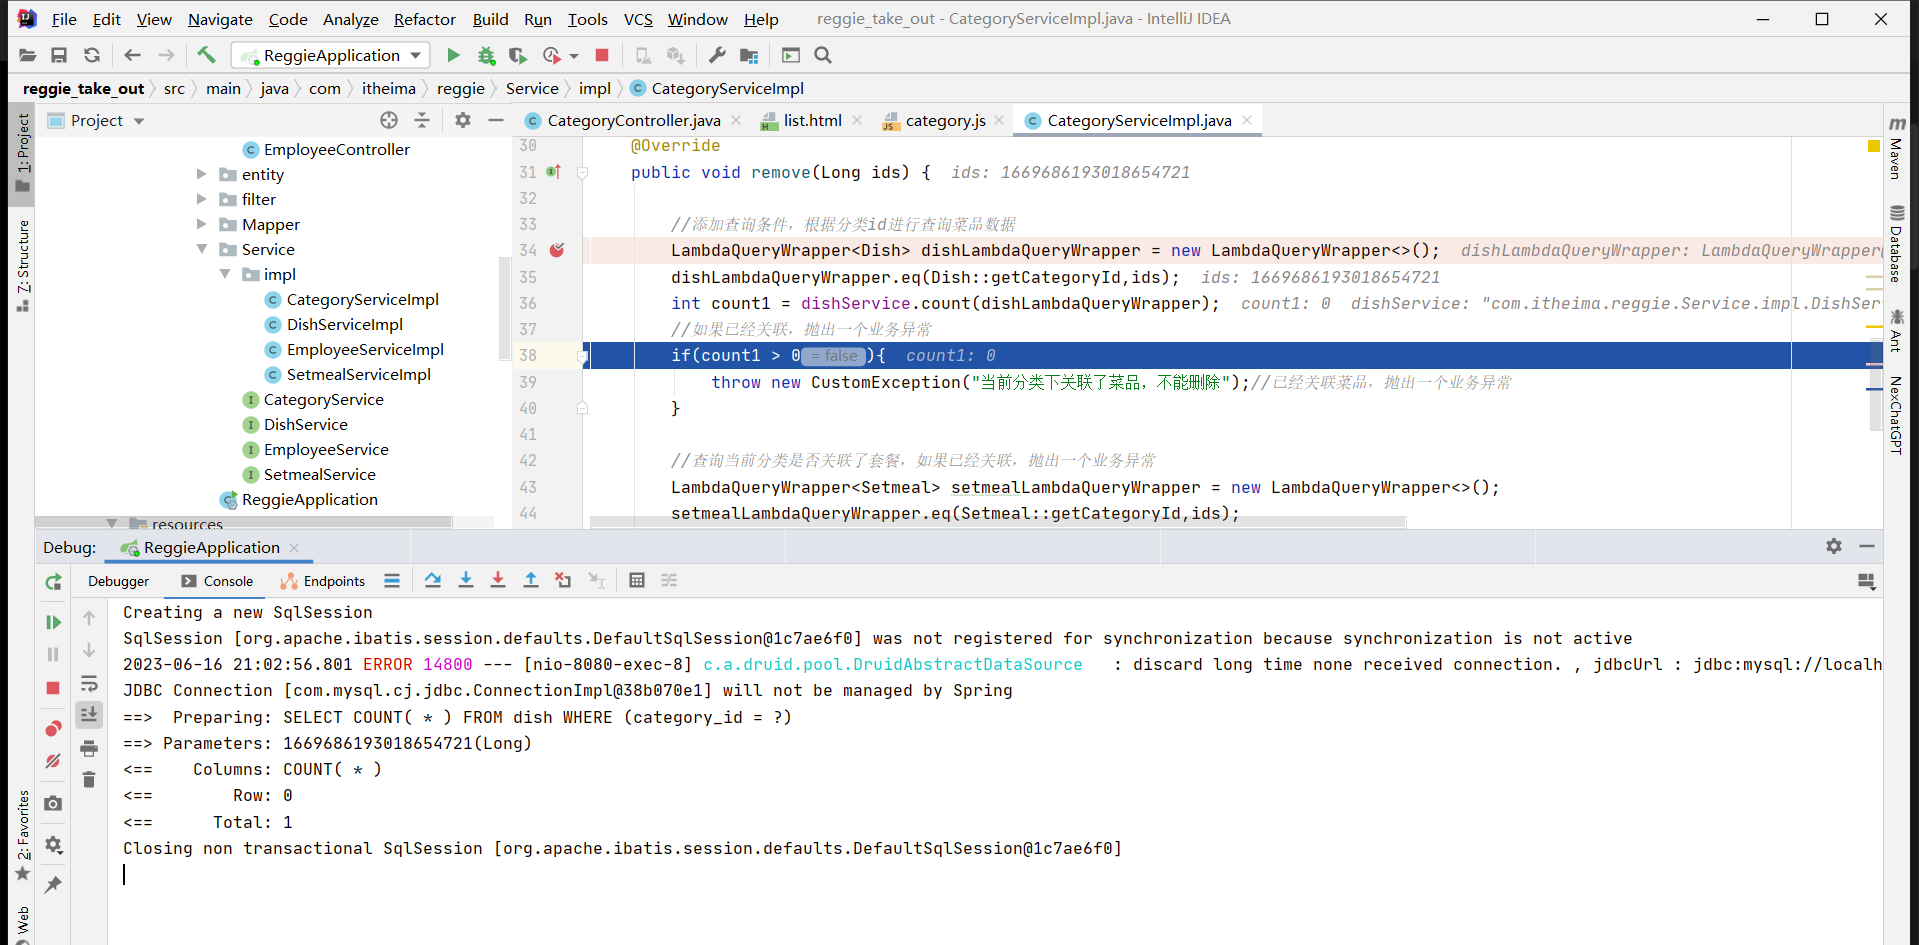 File Edit View Navigate Code Analyze Refactor Build Run Tools VCS Window Help reggie_take_out - CategoryServiceImpl.java - IntelliJ IDEA
ReggieApplication
reggie_take_out src main java com itheima reggie Service impl CategoryServiceImpl
1: Project
Z: Structure
2: Favorites
Web
Project
EmployeeController
entity
filter
Mapper
Service
impl
CategoryServiceImpl
DishServiceImpl
EmployeeServiceImpl
SetmealServiceImpl
CategoryService
DishService
EmployeeService
SetmealService
ReggieApplication
resources
CategoryController.java list.html category.js CategoryServiceImpl.java
30 @Override
31 public void remove(Long ids) { ids: 1669686193018654721
32
33 //添加查询条件，根据分类id进行查询菜品数据
34 LambdaQueryWrapper<Dish> dishLambdaQueryWrapper = new LambdaQueryWrapper<>(); dishLambdaQueryWrapper: LambdaQueryWrapper
35 dishLambdaQueryWrapper.eq(Dish::getCategoryId,ids); ids: 1669686193018654721
36 int count1 = dishService.count(dishLambdaQueryWrapper); count1: 0 dishService: "com.itheima.reggie.Service.impl.DishSer
37 //如果已经关联，抛出一个业务异常
38 if(count1 > 0 = false ){ count1: 0
39 throw new CustomException("当前分类下关联了菜品，不能删除");//已经关联菜品，抛出一个业务异常
40 }
41
42 //查询当前分类是否关联了套餐，如果已经关联，抛出一个业务异常
43 LambdaQueryWrapper<Setmeal> setmealLambdaQueryWrapper = new LambdaQueryWrapper<>();
44 setmealLambdaQueryWrapper.eq(Setmeal::getCategoryId,ids);
Maven
Database
Ant
NexChatGPT
Debug: ReggieApplication
Debugger Console Endpoints
Creating a new SqlSession
SqlSession [org.apache.ibatis.session.defaults.DefaultSqlSession@1c7ae6f0] was not registered for synchronization because synchronization is not active
2023-06-16 21:02:56.801 ERROR 14800 --- [nio-8080-exec-8] c.a.druid.pool.DruidAbstractDataSource : discard long time none received connection. , jdbcUrl : jdbc:mysql://localh
JDBC Connection [com.mysql.cj.jdbc.ConnectionImpl@38b070e1] will not be managed by Spring
==> Preparing: SELECT COUNT( * ) FROM dish WHERE (category_id = ?)
==> Parameters: 1669686193018654721(Long)
<== Columns: COUNT( * )
<== Row: 0
<== Total: 1
Closing non transactional SqlSession [org.apache.ibatis.session.defaults.DefaultSqlSession@1c7ae6f0]